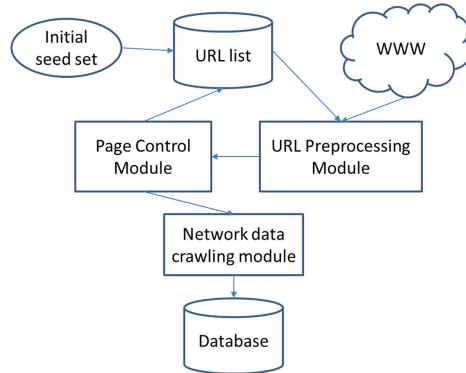 Initial
seed set
URL list
WWW
Page Control
Module
URL Preprocessing
Module
Network data
crawling module
Database